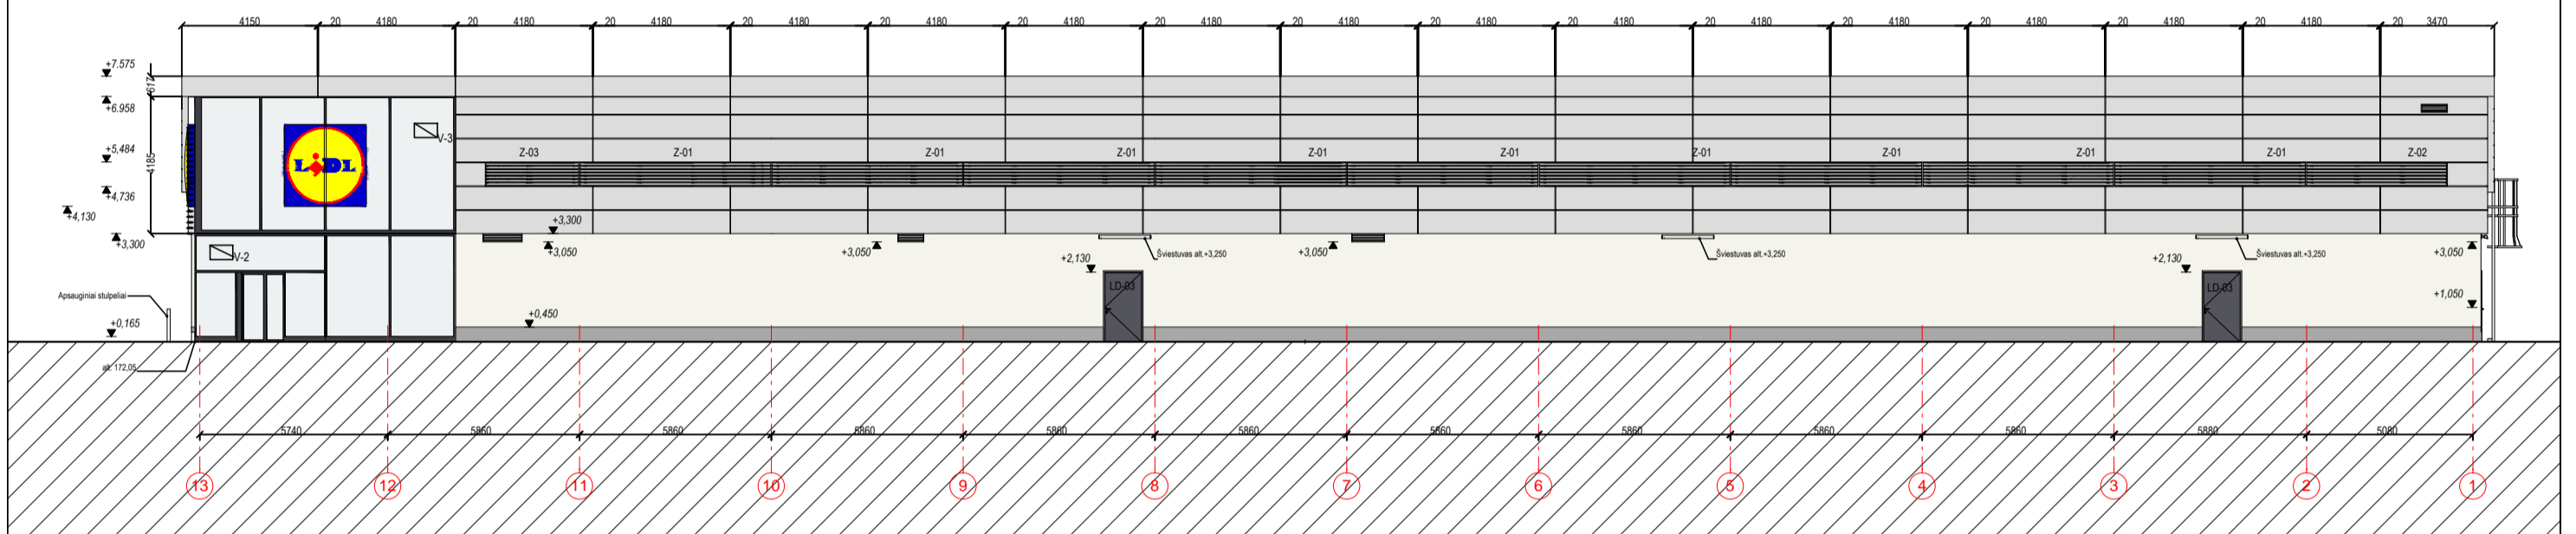 4150 20 4180 20 4180 20 4180 20 4180 20 4180 20 4180 20 4180 20 4180 20 4180 20 4180 20 4180 20 4180 20 4180 20 4180 20 4180 20 3470
+7.575
617
+6.958
V-3
LiDL
+5,484
4185
Z-03 Z-01 Z-01 Z-01 Z-01 Z-01 Z-01 Z-01 Z-01 Z-01 Z-02
+4,736
+4,130
+3,300
+3,300
+3,050 +3,050 +3,050 +3,050
V-2
Šviestuvas alt.+3,250 Šviestuvas alt.+3,250 Šviestuvas alt.+3,250
+2,130 +2,130
LD-03 LD-03
Apsauginiai stulpeliai
+1,050
+0,165
+0,450
alt. 172,05
5740 5860 5860 5860 5860 5860 5860 5860 5860 5860 5880 5080
13 12 11 10 9 8 7 6 5 4 3 2 1